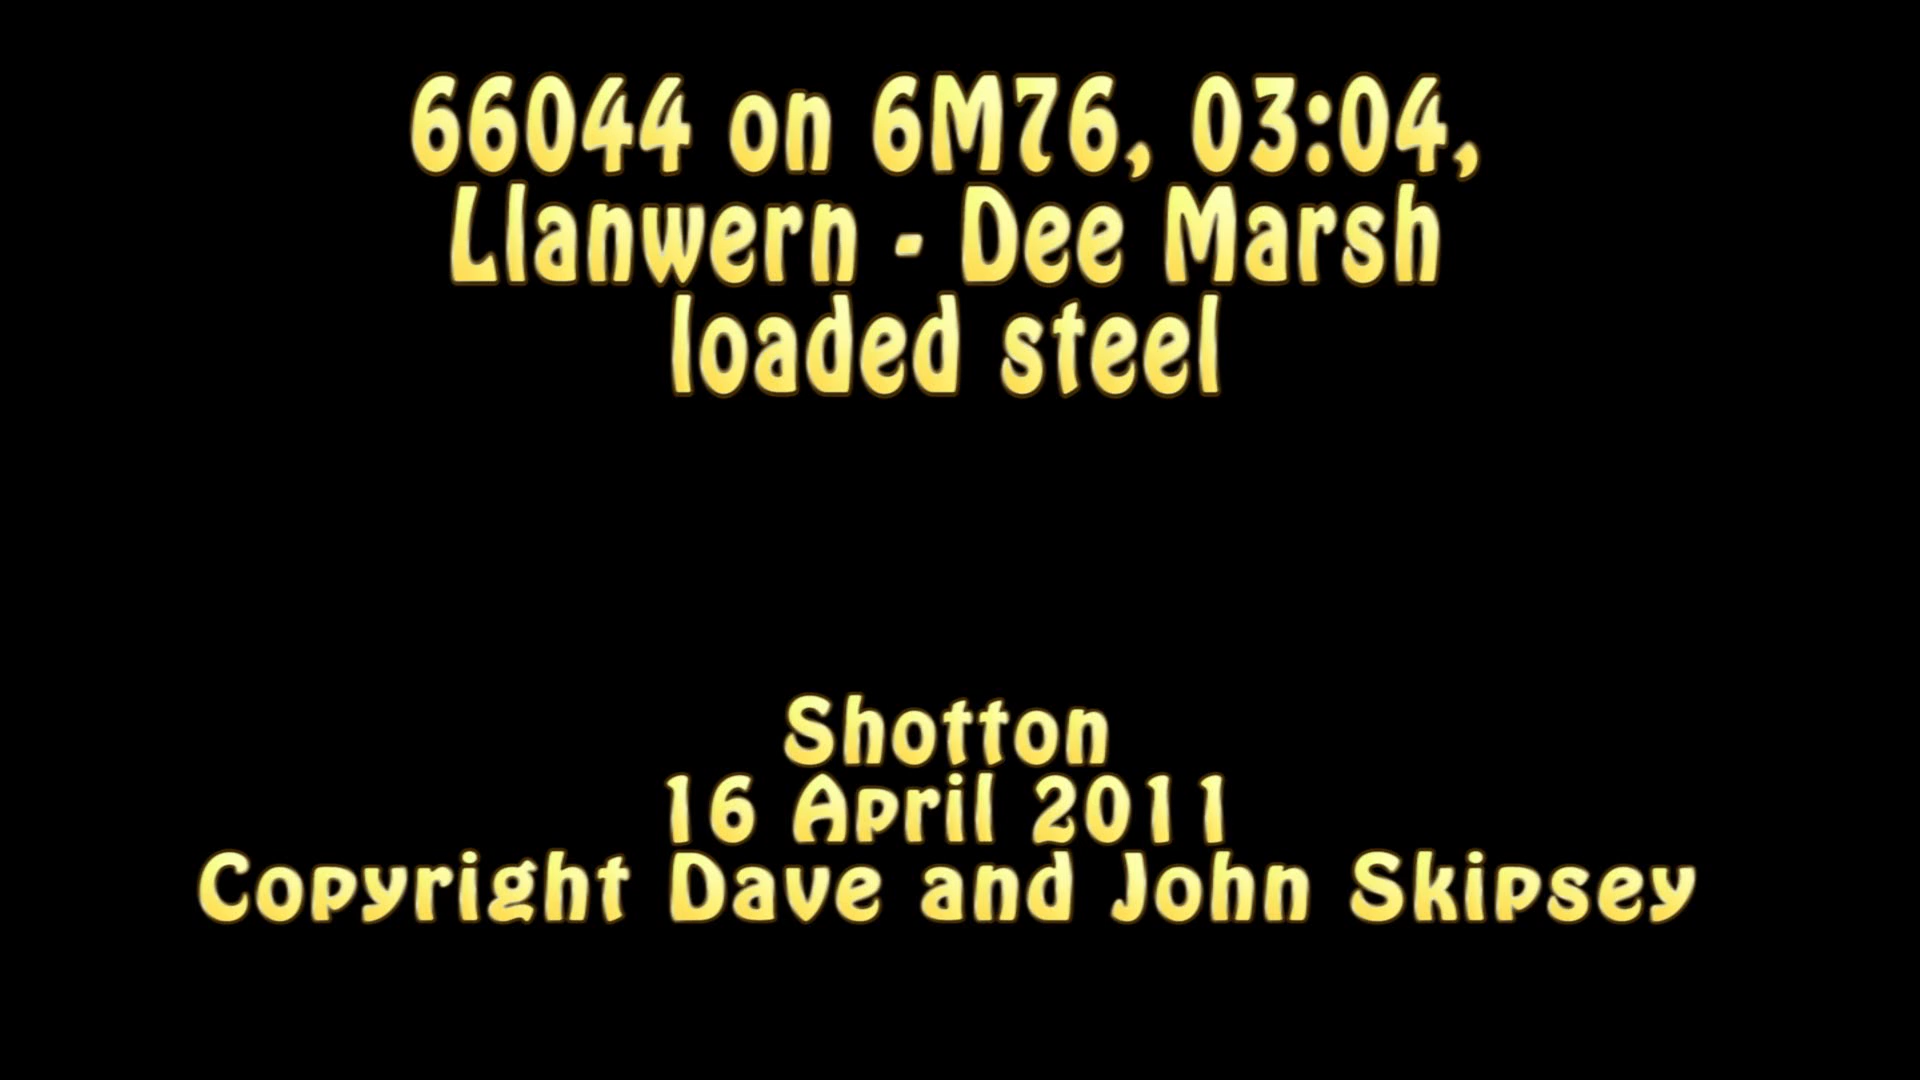 66044 on 6M76, 03:04,
Llanwern - Dee Marsh
loaded steel
Shotton
16 April 2011
Copyright Dave and John Skipsey